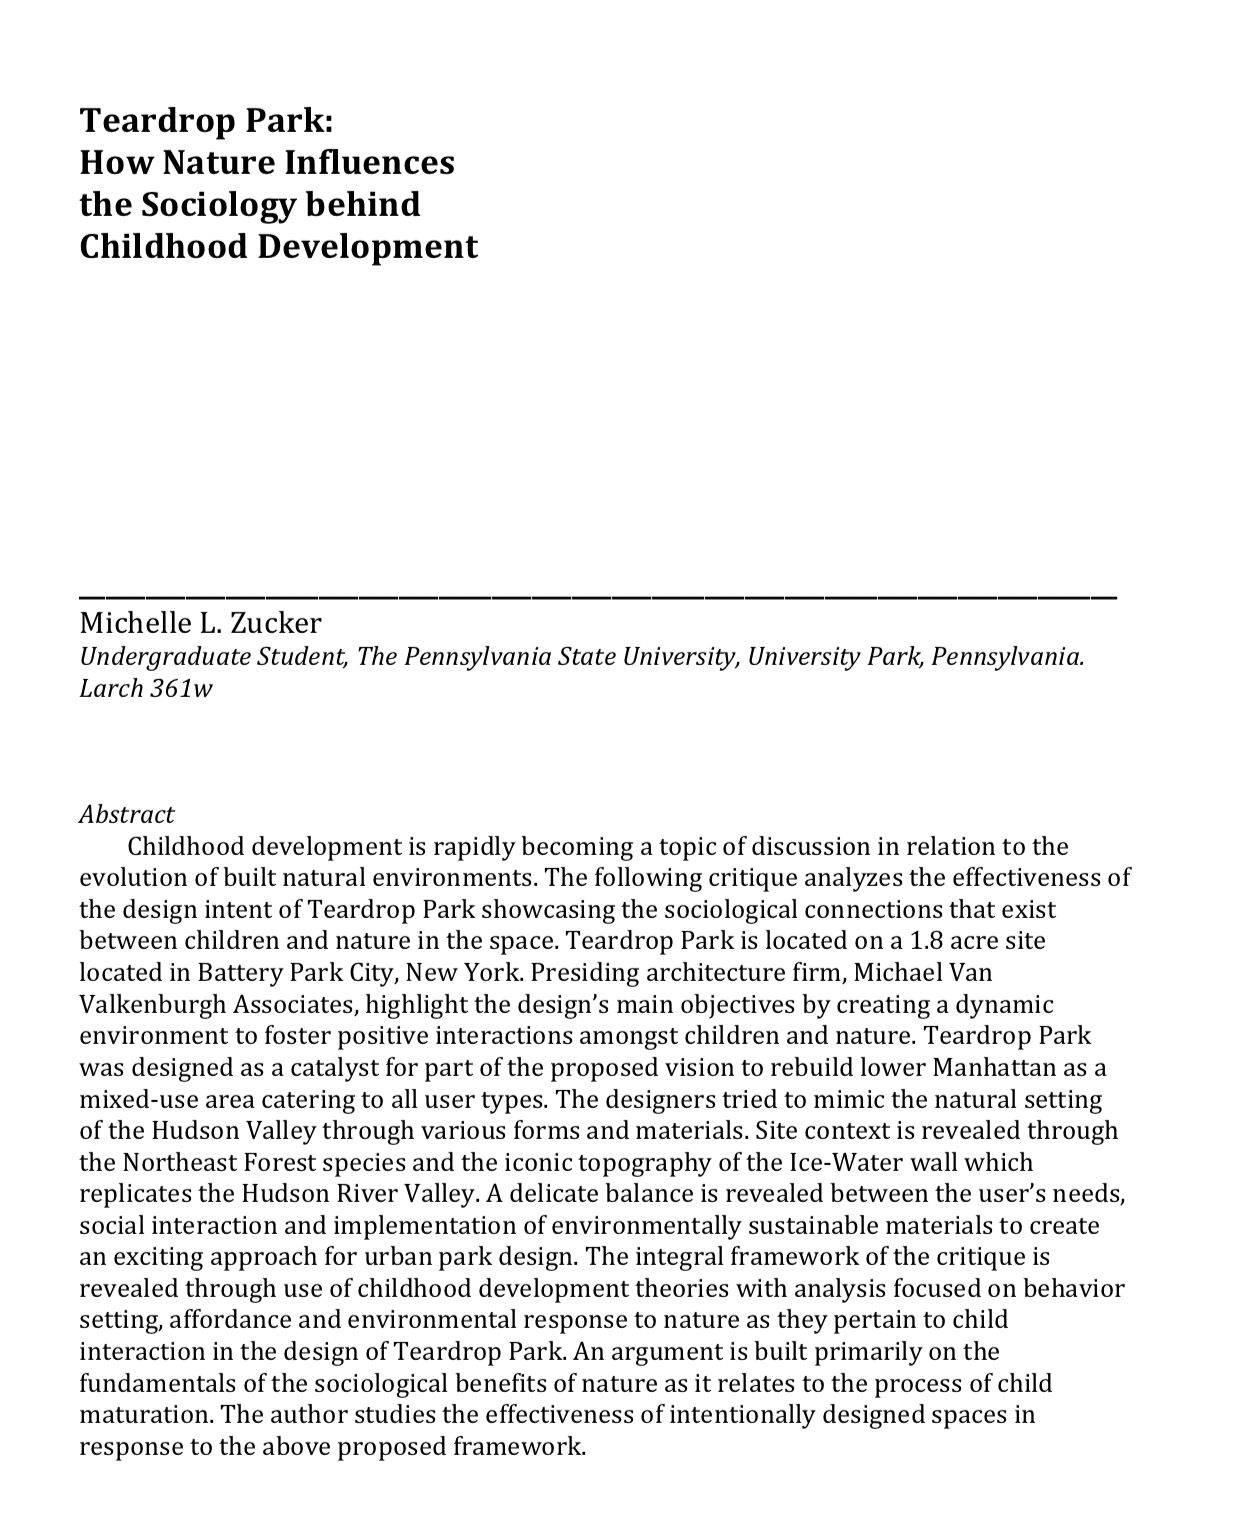 Teardrop Park:
How Nature Influences
the Sociology behind
Childhood Development
Michelle L. Zucker
Undergraduate Student, The Pennsylvania State University, University Park, Pennsylvania.
Larch 361w
Abstract
Childhood development is rapidly becoming a topic of discussion in relation to the
evolution of built natural environments. The following critique analyzes the effectiveness of
the design intent of Teardrop Park showcasing the sociological connections that exist
between children and nature in the space. Teardrop Park is located on a 1.8 acre site
located in Battery Park City, New York. Presiding architecture firm, Michael Van
Valkenburgh Associates, highlight the design’s main objectives by creating a dynamic
environment to foster positive interactions amongst children and nature. Teardrop Park
was designed as a catalyst for part of the proposed vision to rebuild lower Manhattan as a
mixed-use area catering to all user types. The designers tried to mimic the natural setting
of the Hudson Valley through various forms and materials. Site context is revealed through
the Northeast Forest species and the iconic topography of the Ice-Water wall which
replicates the Hudson River Valley. A delicate balance is revealed between the user’s needs,
social interaction and implementation of environmentally sustainable materials to create
an exciting approach for urban park design. The integral framework of the critique is
revealed through use of childhood development theories with analysis focused on behavior
setting, affordance and environmental response to nature as they pertain to child
interaction in the design of Teardrop Park. An argument is built primarily on the
fundamentals of the sociological benefits of nature as it relates to the process of child
maturation. The author studies the effectiveness of intentionally designed spaces in
response to the above proposed framework.